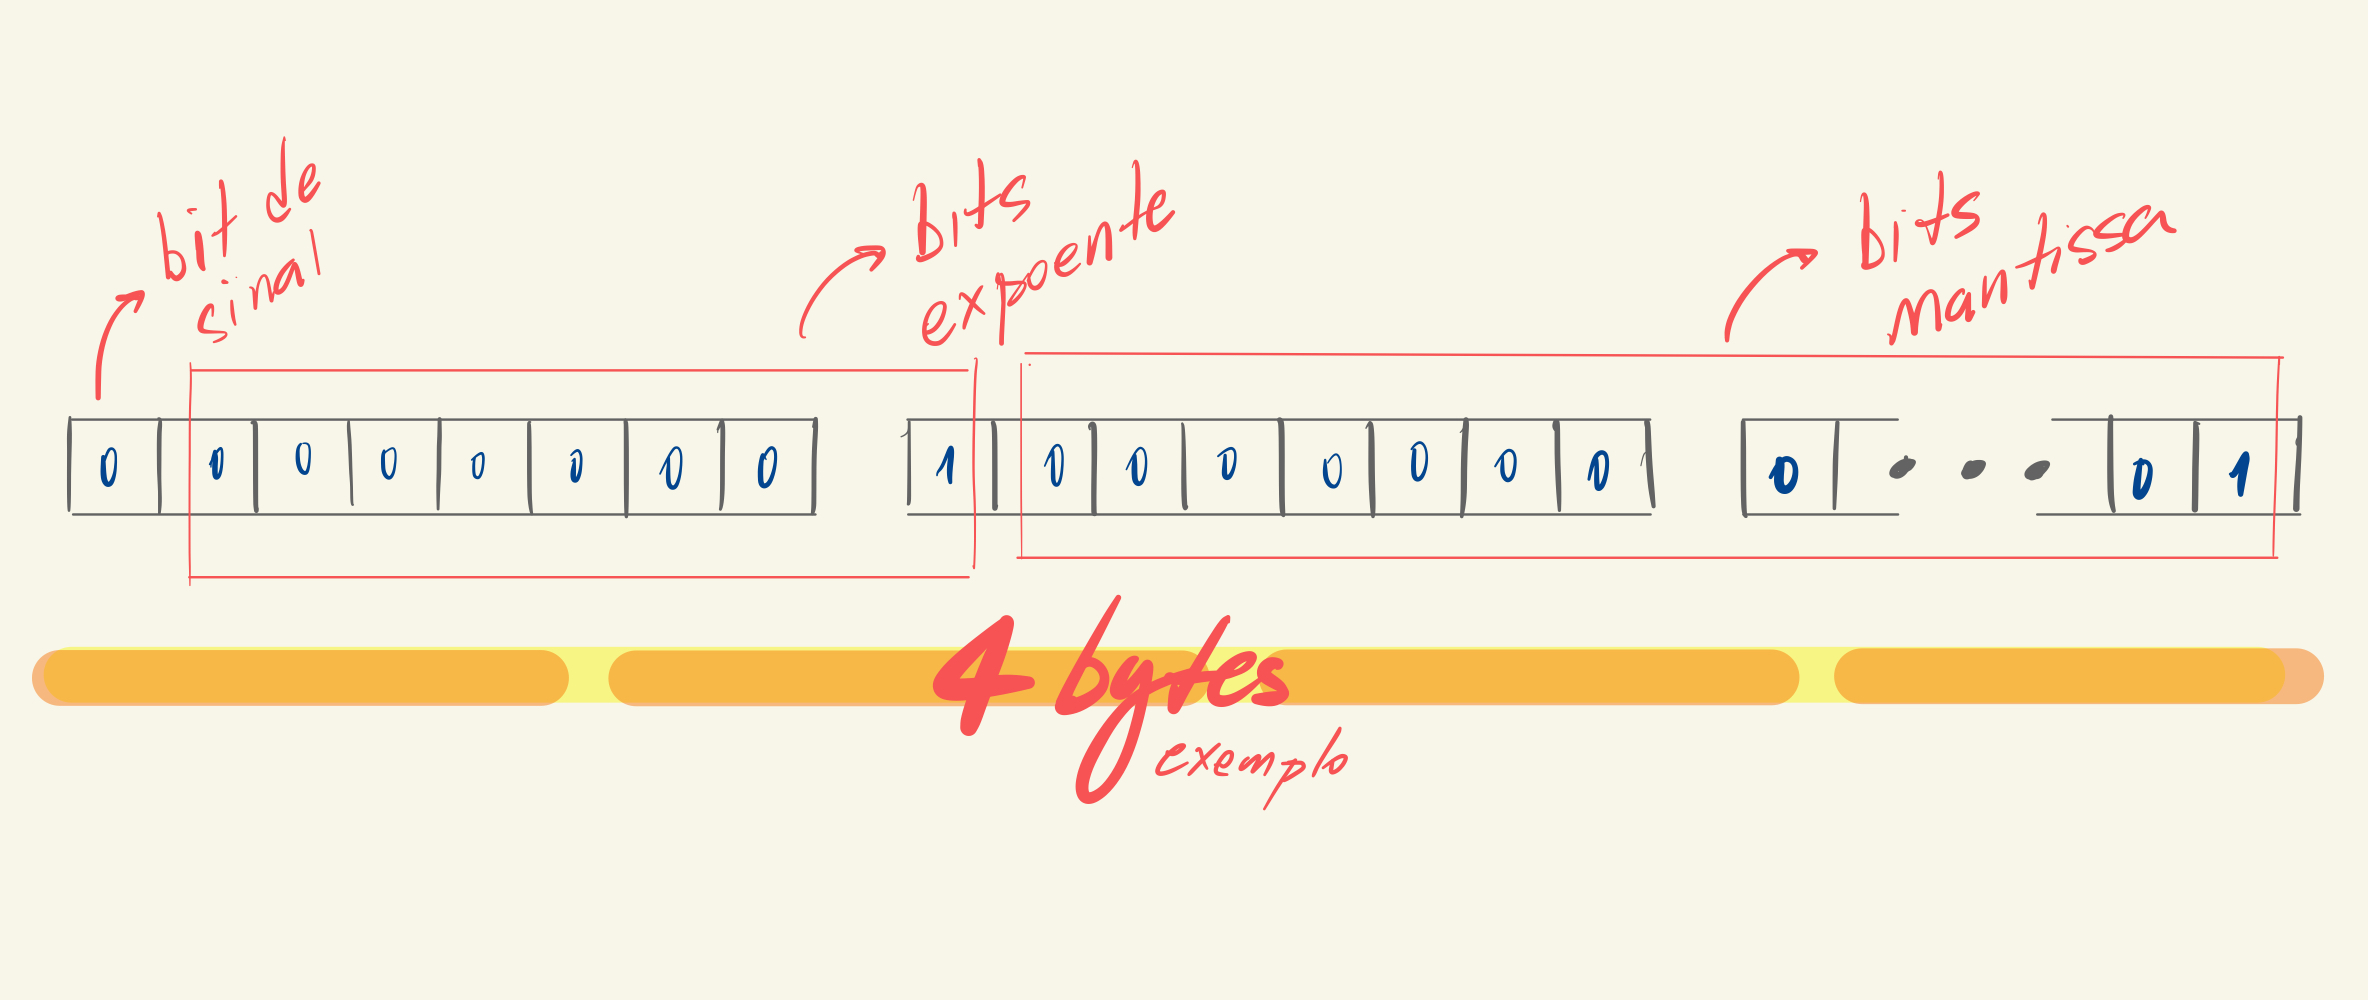 bit de
sinal
bits
expoente
bits
mantissa
0 0 0 0 0 0 0 0 1 0 0 0 0 0 0 0 0 • • • 0 1
4 bytes
exemplo